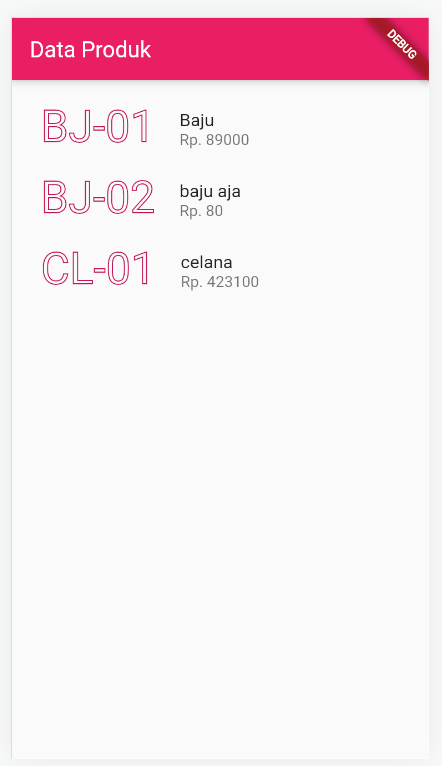 Data Produk
DEBUG
BJ-01
Baju
Rp. 89000
BJ-02
baju aja
Rp. 80
CL-01
celana
Rp. 423100